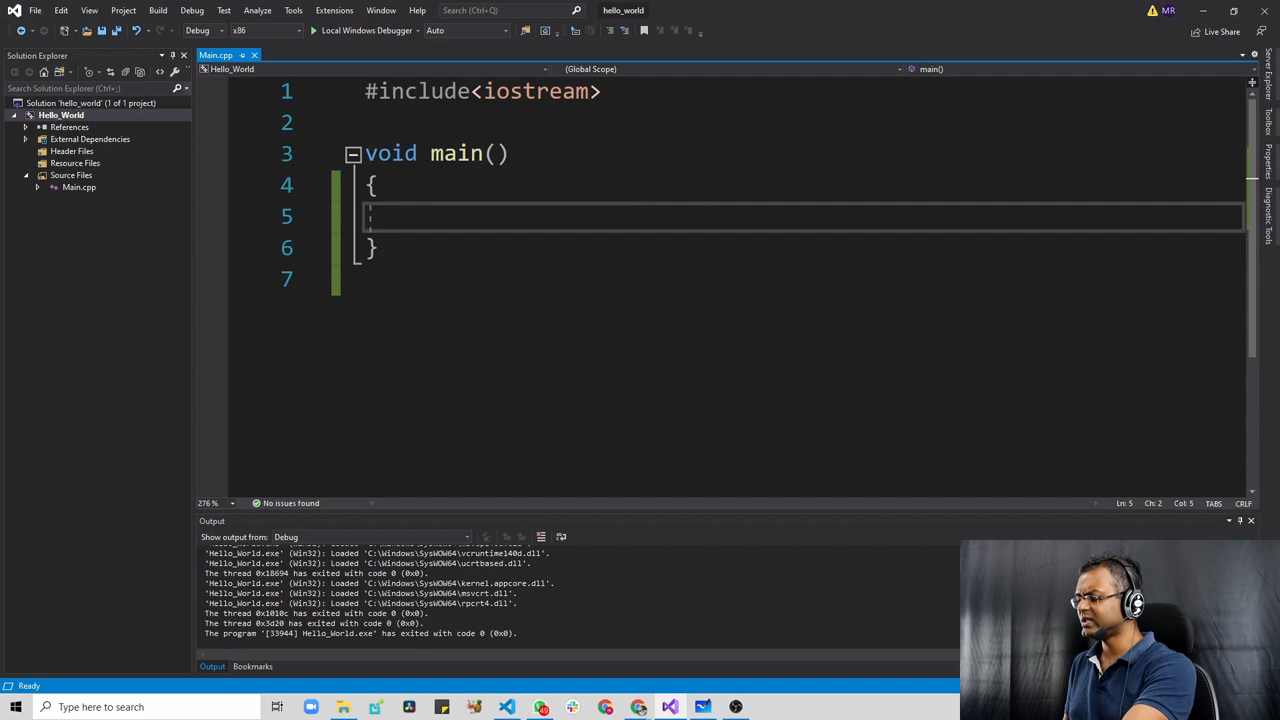 File Edit View Git Project Build Debug Test Analyze Tools Extensions Window Help Search (Ctrl+Q) hello_world MR
Debug x86 Local Windows Debugger Auto Live Share
Solution Explorer
Search Solution Explorer (Ctrl+;)
Solution 'hello_world' (1 of 1 project)
Hello_World
References
External Dependencies
Header Files
Resource Files
Source Files
Main.cpp
Main.cpp
Hello_World (Global Scope) main()
1 #include<iostream>
2
3 void main()
4 {
5
6 }
7
276 % No issues found Ln: 5 Ch: 2 Col: 5 TABS CRLF
Output
Show output from: Debug
'Hello_World.exe' (Win32): Loaded 'C:\Windows\SysWOW64\vcruntime140d.dll'.
'Hello_World.exe' (Win32): Loaded 'C:\Windows\SysWOW64\ucrtbased.dll'.
The thread 0x18694 has exited with code 0 (0x0).
'Hello_World.exe' (Win32): Loaded 'C:\Windows\SysWOW64\kernel.appcore.dll'.
'Hello_World.exe' (Win32): Loaded 'C:\Windows\SysWOW64\msvcrt.dll'.
'Hello_World.exe' (Win32): Loaded 'C:\Windows\SysWOW64\rpcrt4.dll'.
The thread 0x1010c has exited with code 0 (0x0).
The thread 0x3d20 has exited with code 0 (0x0).
The program '[33944] Hello_World.exe' has exited with code 0 (0x0).
Output Bookmarks
Ready
Type here to search
Server Explorer
Toolbox
Properties
Diagnostic Tools